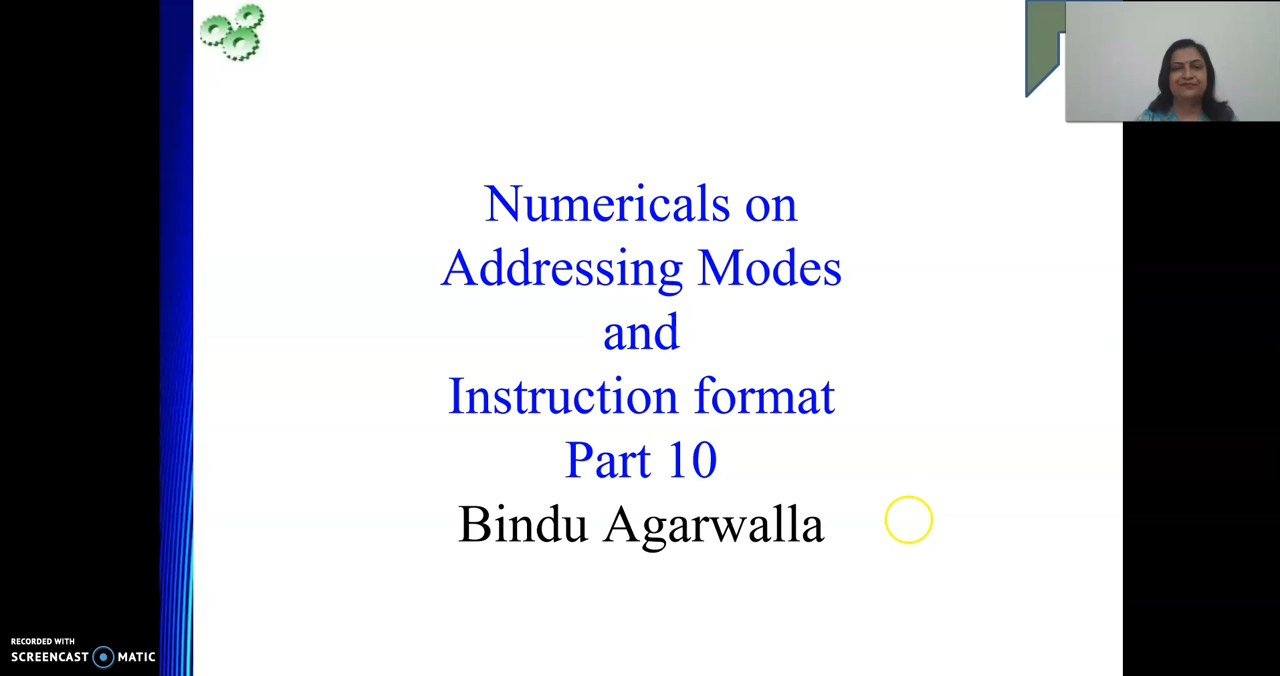 Numericals on
Addressing Modes
and
Instruction format
Part 10
Bindu Agarwalla
RECORDED WITH
SCREENCAST MATIC